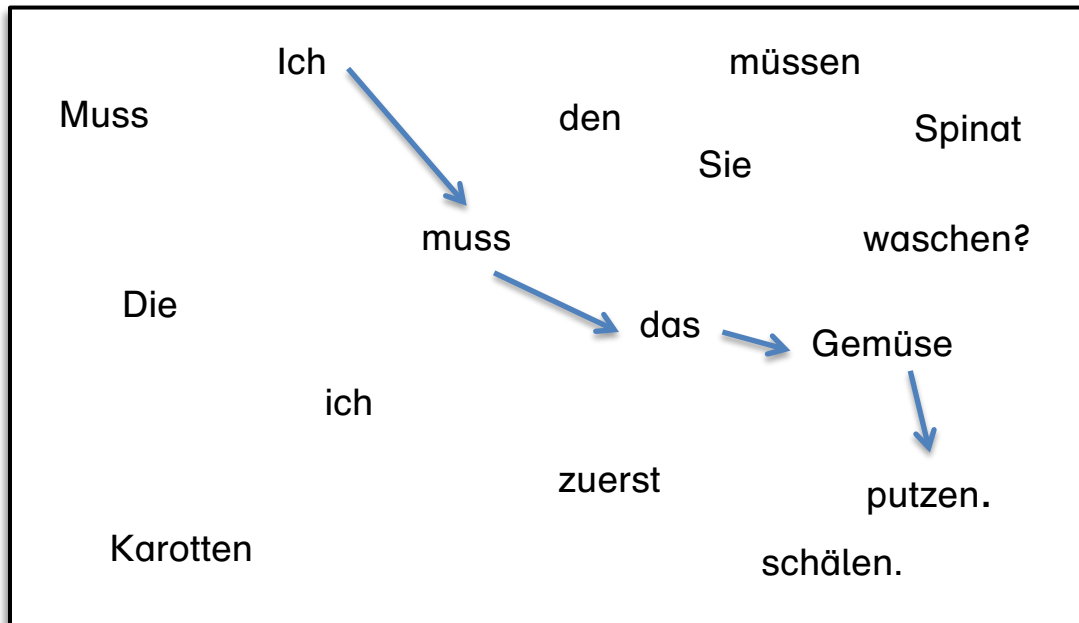 Ich
müssen
Muss
den
Spinat
Sie
muss
waschen?
Die
das
Gemüse
ich
zuerst
putzen.
Karotten
schälen.